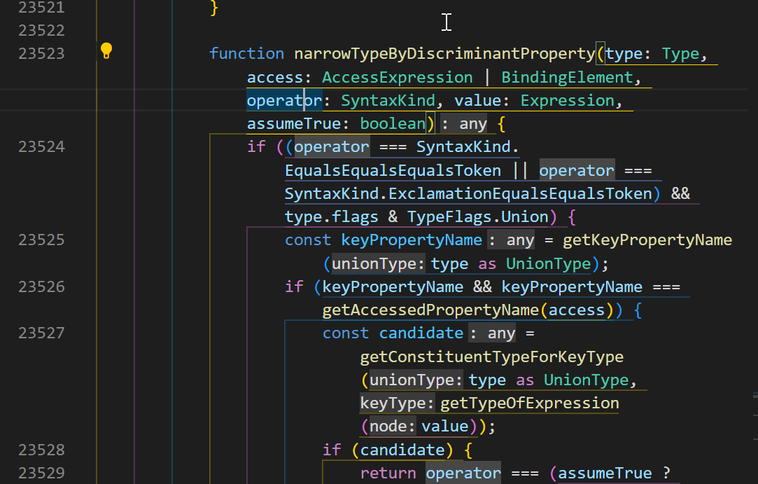 23521 }
23522
23523 function narrowTypeByDiscriminantProperty(type: Type,
access: AccessExpression | BindingElement,
operator: SyntaxKind, value: Expression,
assumeTrue: boolean): any {
23524 if ((operator === SyntaxKind.
EqualsEqualsEqualsToken || operator ===
SyntaxKind.ExclamationEqualsEqualsToken) &&
type.flags & TypeFlags.Union) {
23525 const keyPropertyName: any = getKeyPropertyName
(unionType: type as UnionType);
23526 if (keyPropertyName && keyPropertyName ===
getAccessedPropertyName(access)) {
23527 const candidate: any =
getConstituentTypeForKeyType
(unionType: type as UnionType,
keyType: getTypeOfExpression
(node: value));
23528 if (candidate) {
23529 return operator === (assumeTrue ?